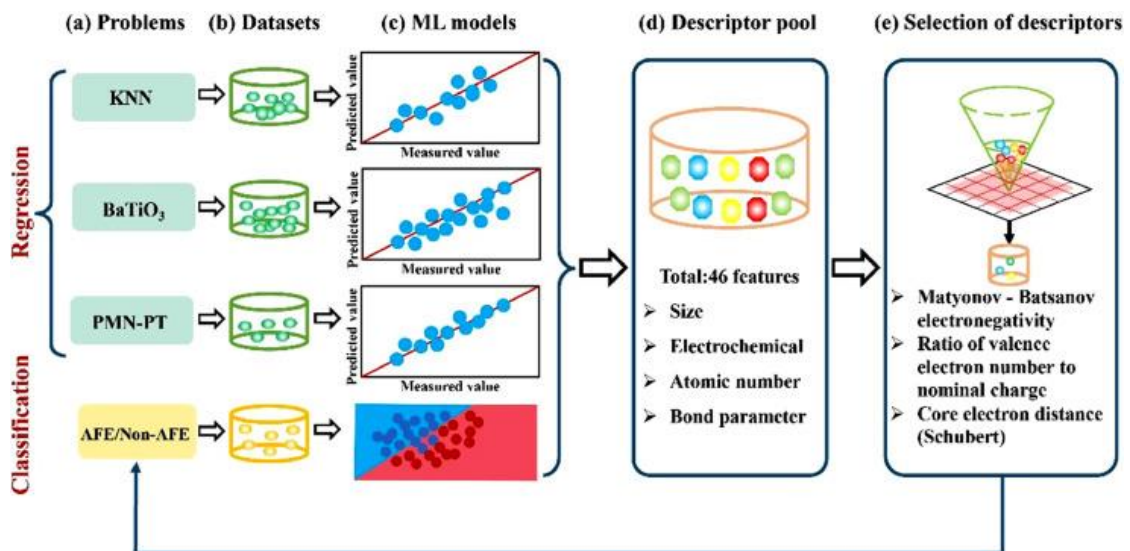 (a) Problems (b) Datasets (c) ML models (d) Descriptor pool (e) Selection of descriptors
Regression
KNN
Predicted value
Measured value
BaTiO₃
Predicted value
Measured value
PMN-PT
Predicted value
Measured value
Classification
AFE/Non-AFE
Total:46 features
➢ Size
➢ Electrochemical
➢ Atomic number
➢ Bond parameter
➢ Matyonov - Batsanov
electronegativity
➢ Ratio of valence
electron number to
nominal charge
➢ Core electron distance
(Schubert)